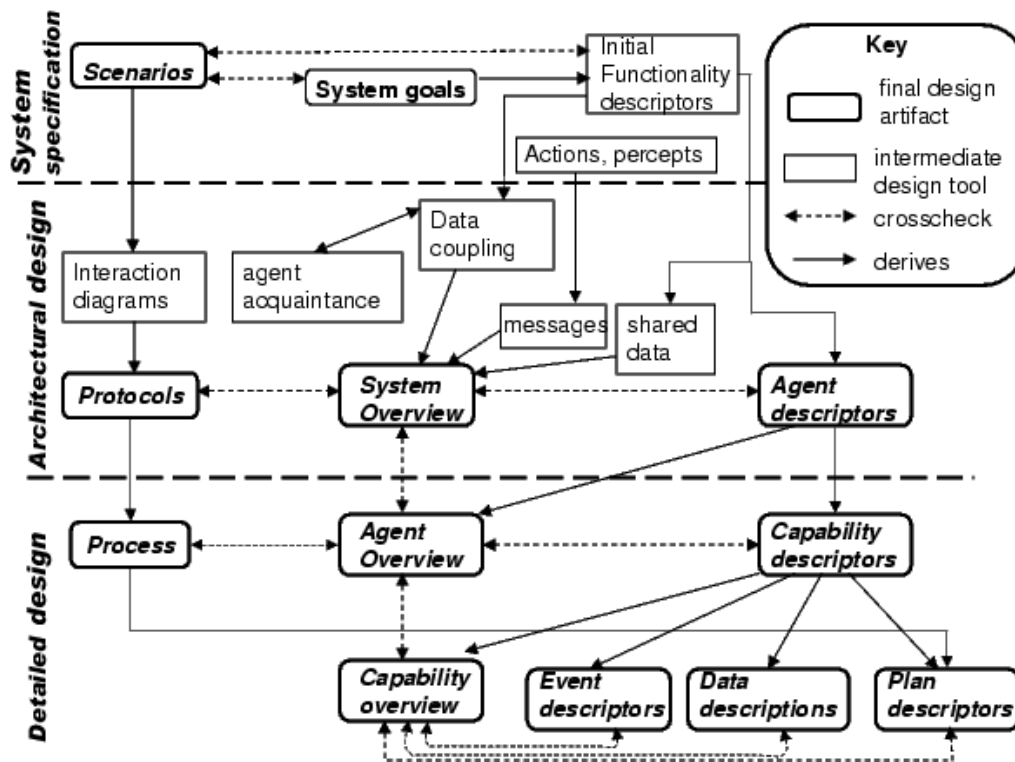 System
specification
Scenarios
System goals
Initial
Functionality
descriptors
Actions, percepts
Key
final design
artifact
intermediate
design tool
crosscheck
derives
Architectural design
Interaction
diagrams
agent
acquaintance
Data
coupling
messages
shared
data
Protocols
System
Overview
Agent
descriptors
Detailed design
Process
Agent
Overview
Capability
descriptors
Capability
overview
Event
descriptors
Data
descriptions
Plan
descriptors